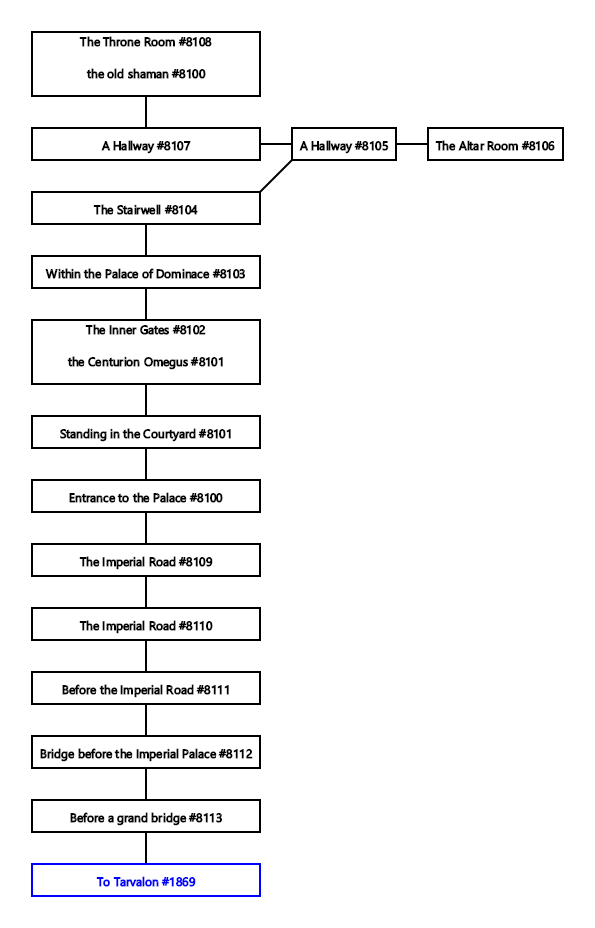 The Throne Room #8108
the old shaman #8100
A Hallway #8107
A Hallway #8105
The Altar Room #8106
The Stairwell #8104
Within the Palace of Dominace #8103
The Inner Gates #8102
the Centurion Omegus #8101
Standing in the Courtyard #8101
Entrance to the Palace #8100
The Imperial Road #8109
The Imperial Road #8110
Before the Imperial Road #8111
Bridge before the Imperial Palace #8112
Before a grand bridge #8113
To Tarvalon #1869